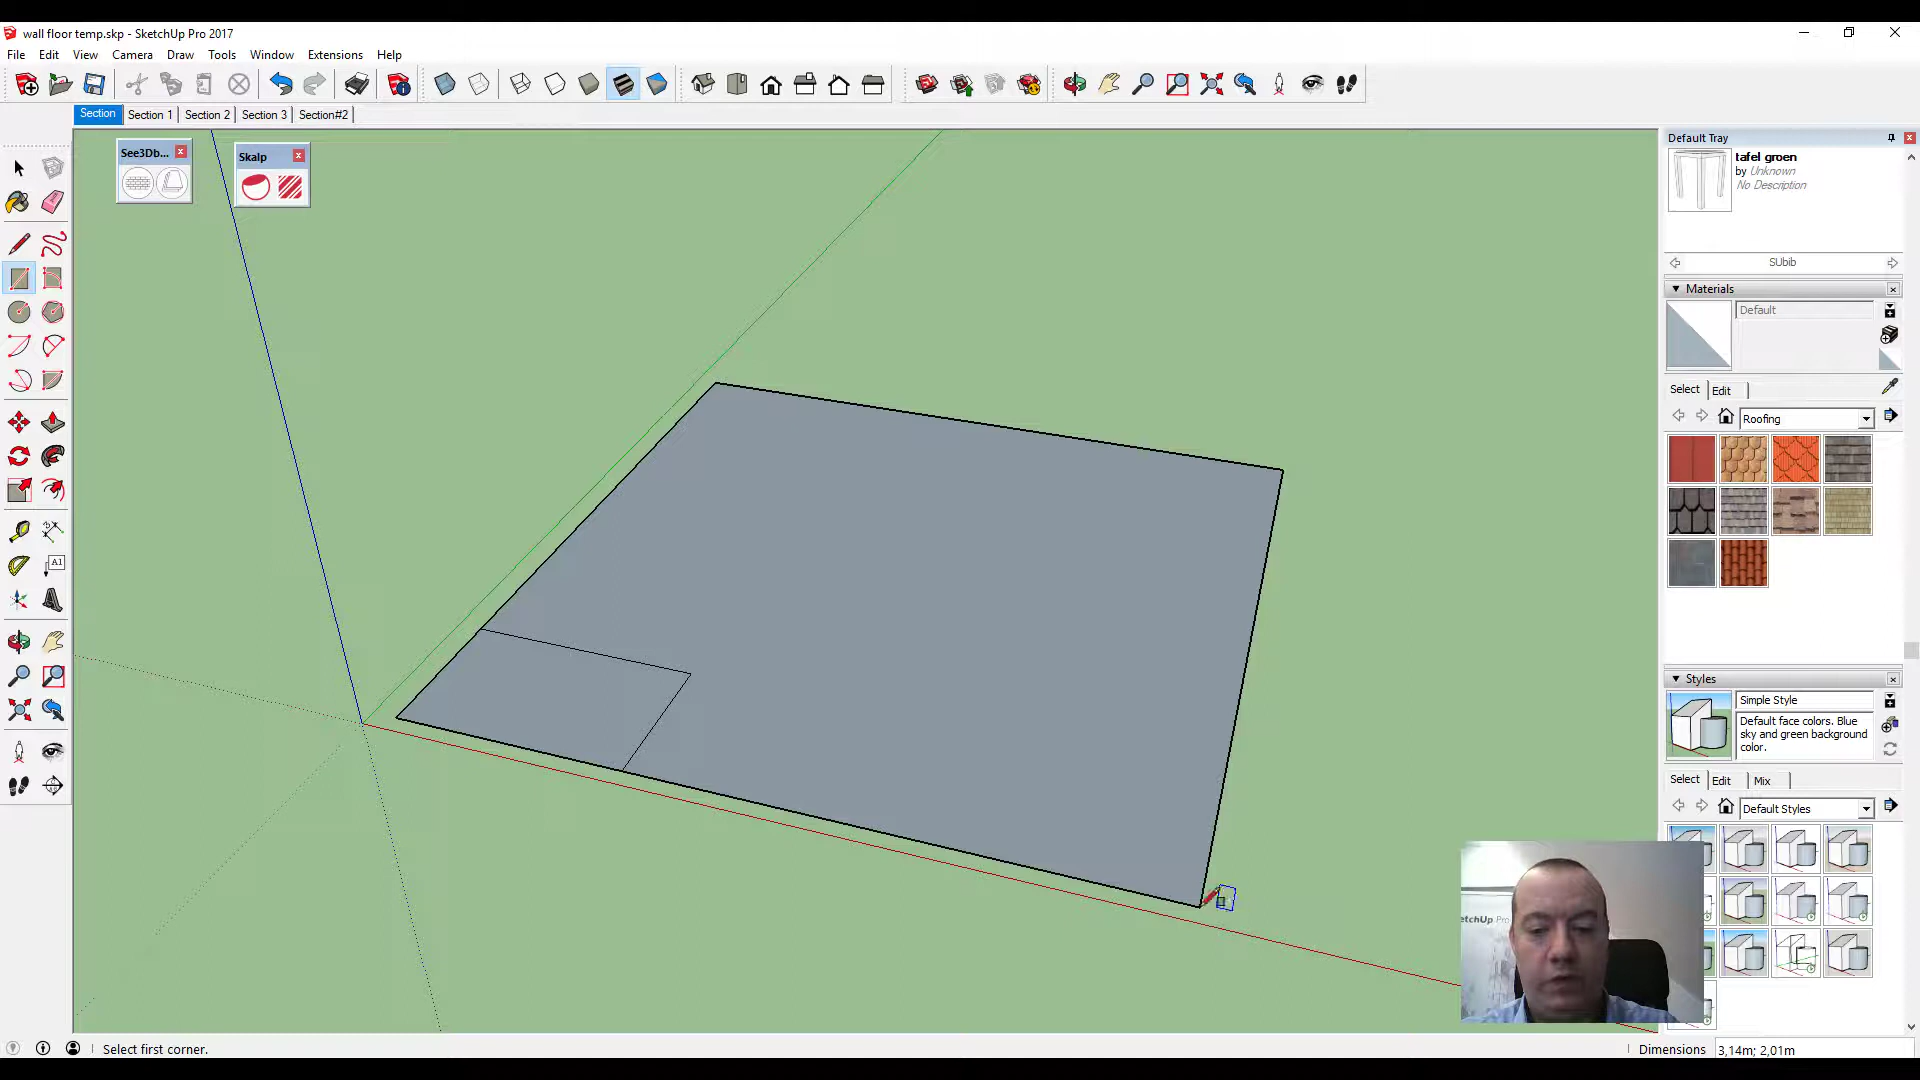 wall floor temp.skp - SketchUp Pro 2017
File Edit View Camera Draw Tools Window Extensions Help
Section Section 1 Section 2 Section 3 Section#2
See3Db...
Skalp
Default Tray
tafel groen
by Unknown
No Description
SUbib
Materials
Default
Select Edit
Roofing
A1
Styles
Simple Style
Default face colors. Blue
sky and green background
color.
Select Edit Mix
Default Styles
etchUp Pro
Select first corner.
Dimensions 3,14m; 2,01m